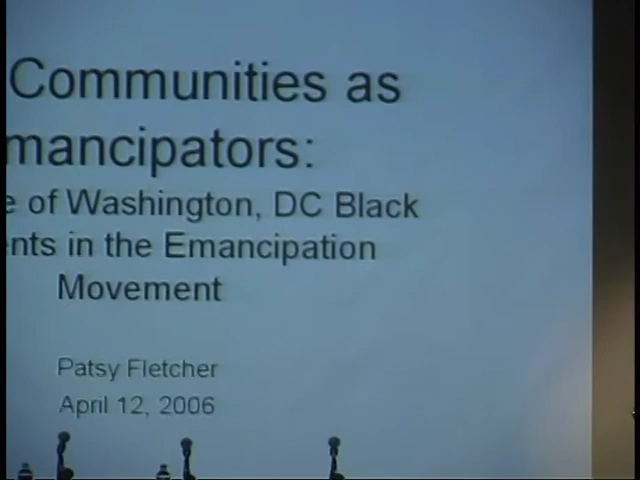 Communities as
mancipators:
e of Washington, DC Black
nts in the Emancipation
Movement
Patsy Fletcher
April 12, 2006